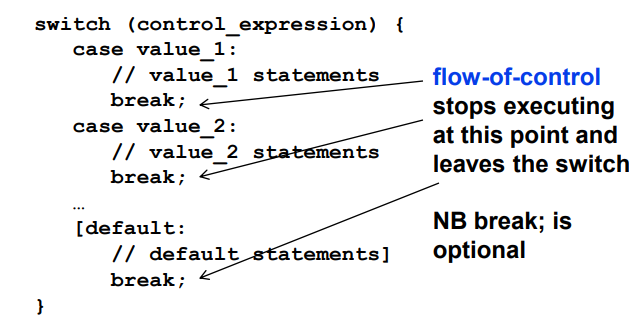 switch (control_expression) {
case value_1:
// value_1 statements
break;
case value_2:
// value_2 statements
break;
…
[default:
// default statements]
break;
}
flow-of-control
stops executing
at this point and
leaves the switch
NB break; is
optional